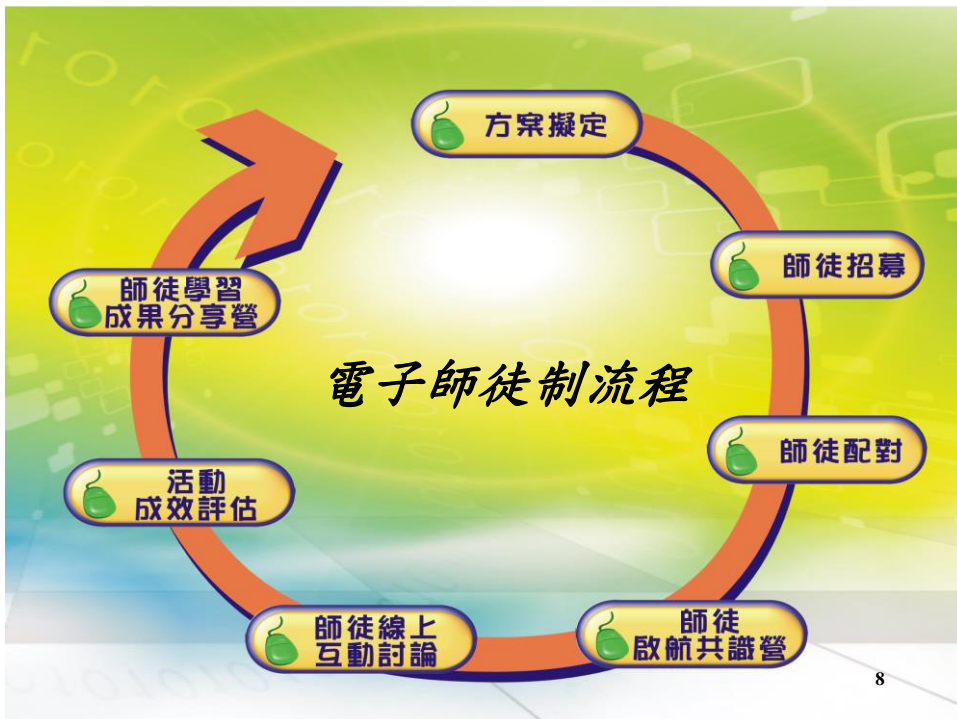 方案擬定
師徒招募
師徒配對
師徒
啟航共識營
師徒線上
互動討論
活動
成效評估
師徒學習
成果分享營
電子師徒制流程
8